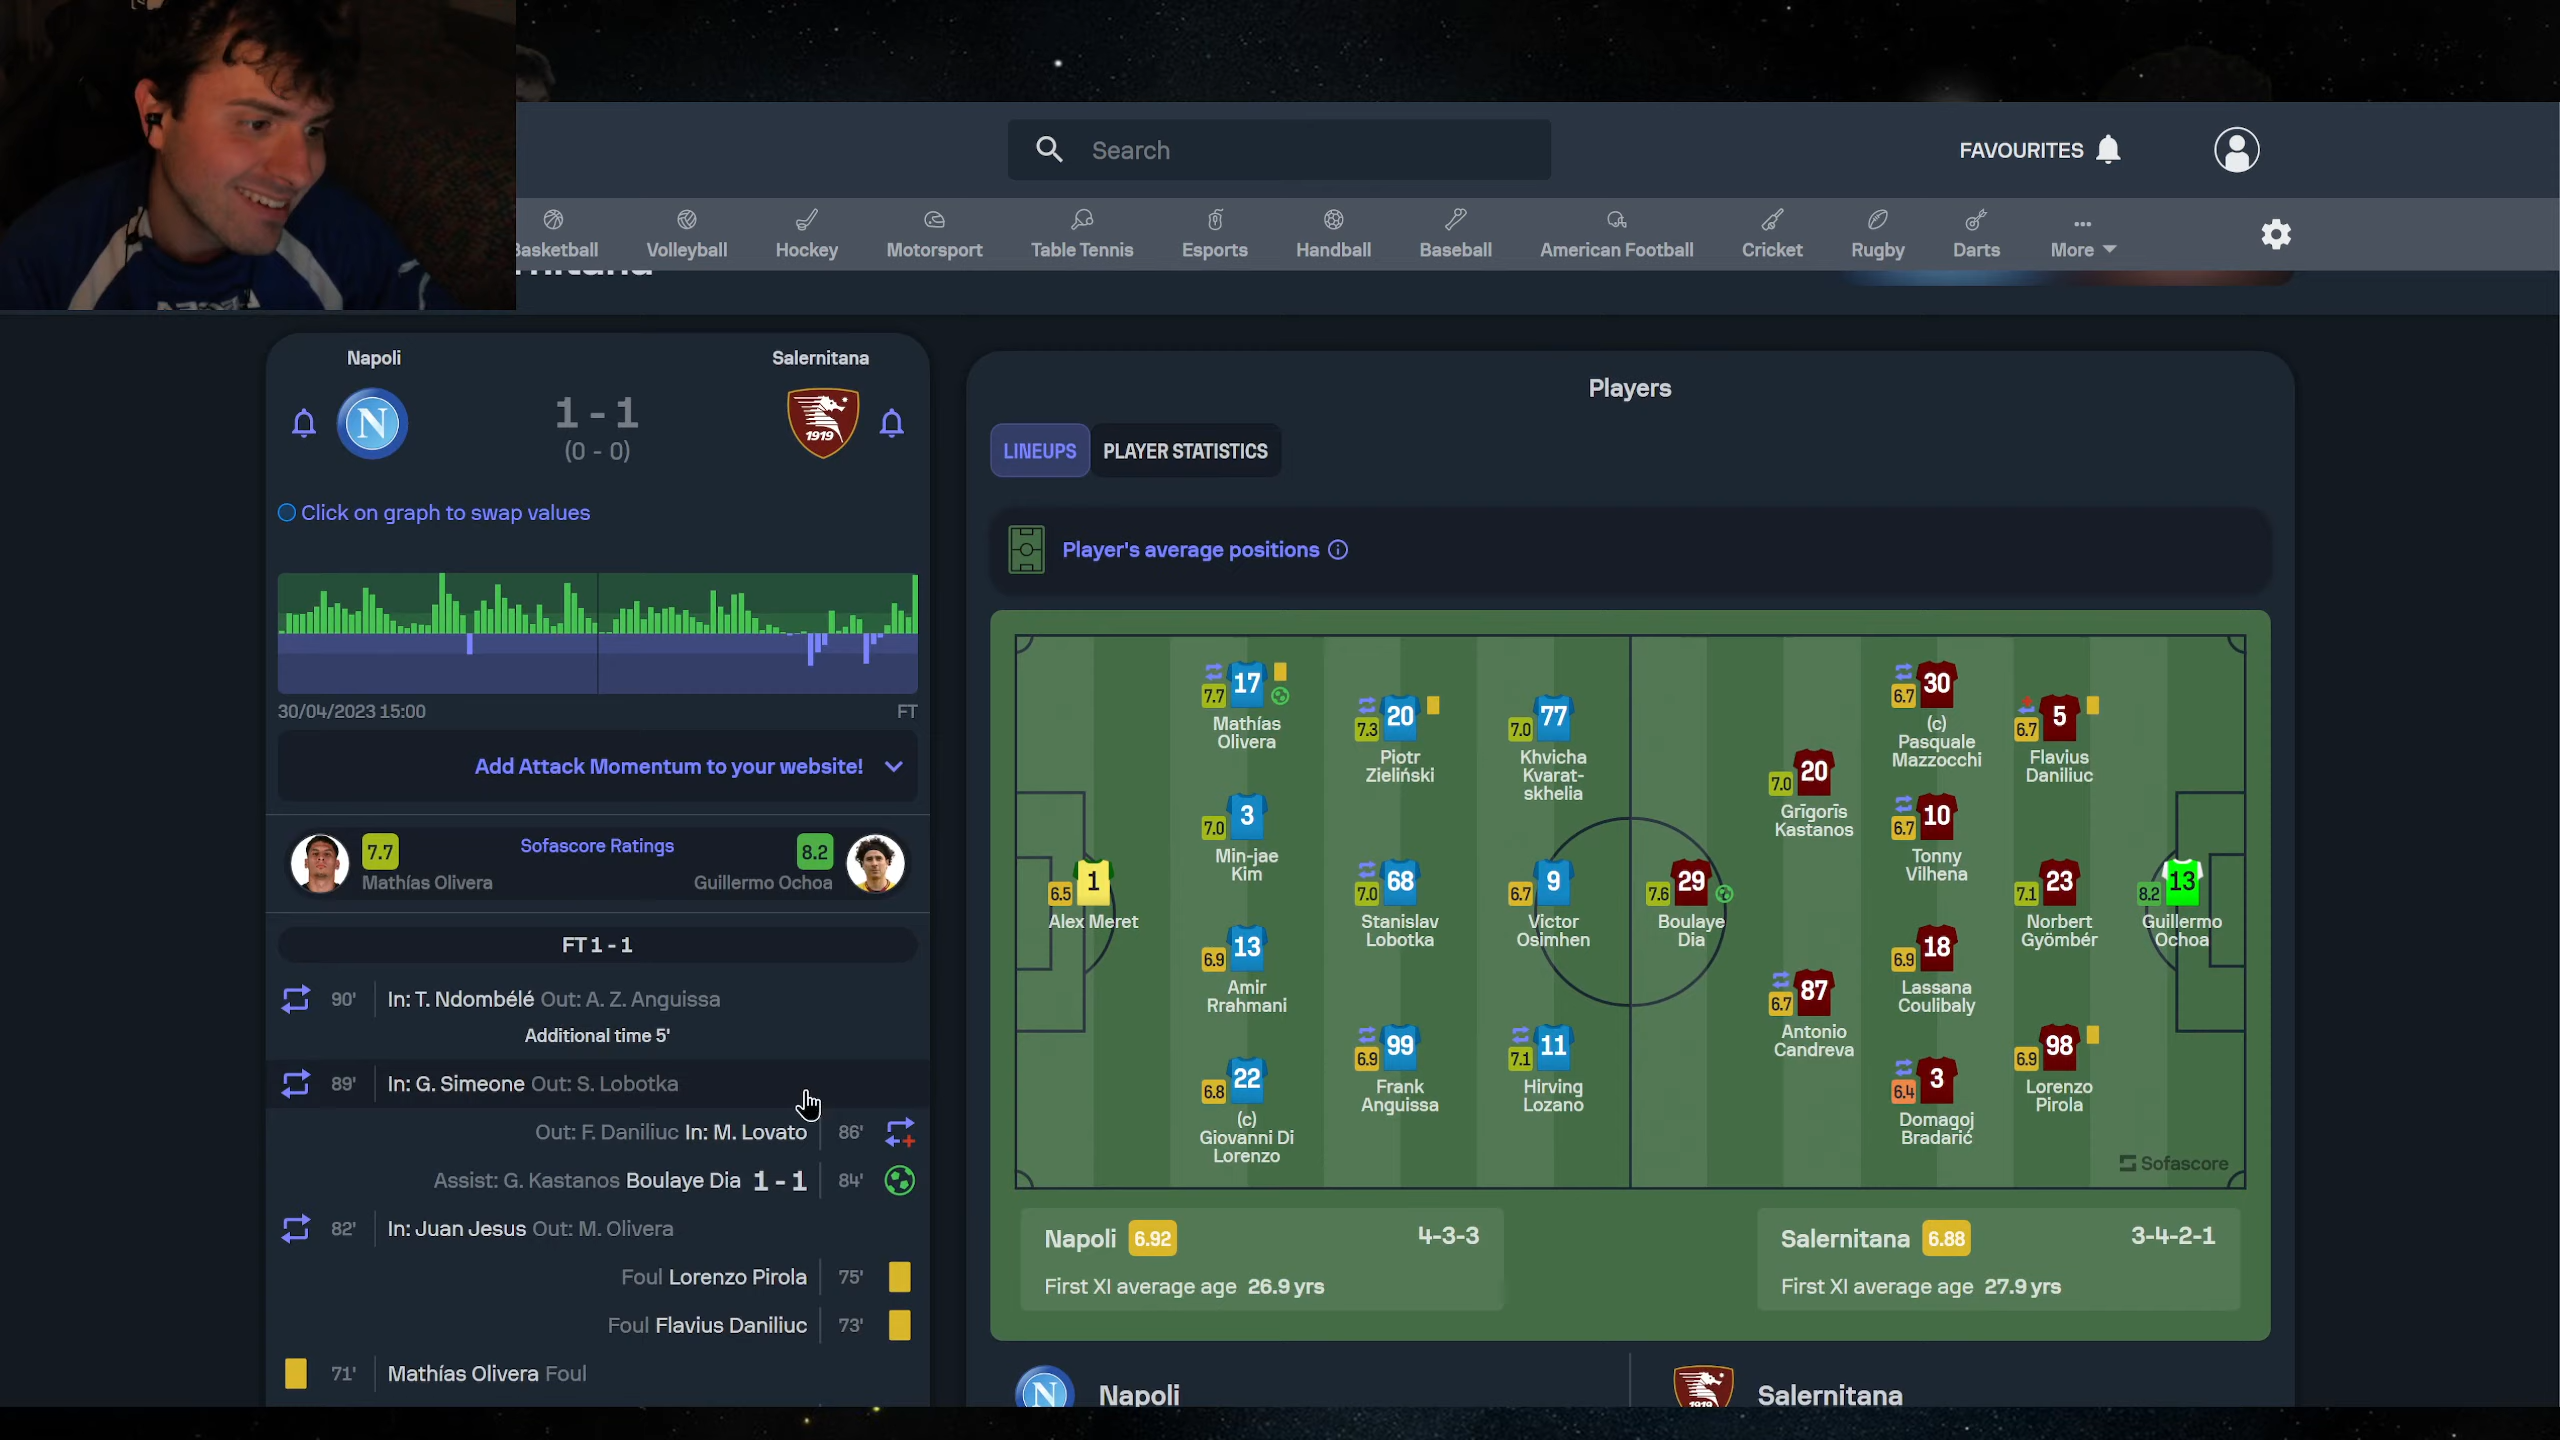 Search
FAVOURITES
Basketball
Volleyball
Hockey
Motorsport
Table Tennis
Esports
Handball
Baseball
American Football
Cricket
Rugby
Darts
More
Napoli
Salernitana
N
1919
1 - 1
(0 - 0)
Click on graph to swap values
30/04/2023 15:00
FT
Add Attack Momentum to your website!
7.7
Mathías Olivera
Sofascore Ratings
8.2
Guillermo Ochoa
FT 1 - 1
90' In: T. Ndombélé Out: A. Z. Anguissa
Additional time 5'
89' In: G. Simeone Out: S. Lobotka
Out: F. Daniliuc In: M. Lovato 86'
Assist: G. Kastanos Boulaye Dia 1 - 1 84'
82' In: Juan Jesus Out: M. Olivera
Foul Lorenzo Pirola 75'
Foul Flavius Daniliuc 73'
71' Mathías Olivera Foul
Players
LINEUPS
PLAYER STATISTICS
Player's average positions
1
6.5
Alex Meret
17
7.7
Mathías
Olivera
3
7.0
Min-jae
Kim
13
6.9
Amir
Rrahmani
22
6.8
(c)
Giovanni Di
Lorenzo
20
7.3
Piotr
Zieliński
68
7.0
Stanislav
Lobotka
99
6.9
Frank
Anguissa
77
7.0
Khvicha
Kvarat-
skhelia
9
6.7
Victor
Osimhen
11
7.1
Hirving
Lozano
29
7.6
Boulaye
Dia
20
7.0
Grīgorīs
Kastanos
87
6.7
Antonio
Candreva
30
6.7
(c)
Pasquale
Mazzocchi
10
6.7
Tonny
Vilhena
18
6.9
Lassana
Coulibaly
3
6.4
Domagoj
Bradarić
5
6.7
Flavius
Daniliuc
23
7.1
Norbert
Gyömbér
98
6.9
Lorenzo
Pirola
13
8.2
Guillermo
Ochoa
Sofascore
Napoli 6.92
4-3-3
First XI average age 26.9 yrs
Salernitana 6.88
3-4-2-1
First XI average age 27.9 yrs
N
Napoli
1919
Salernitana